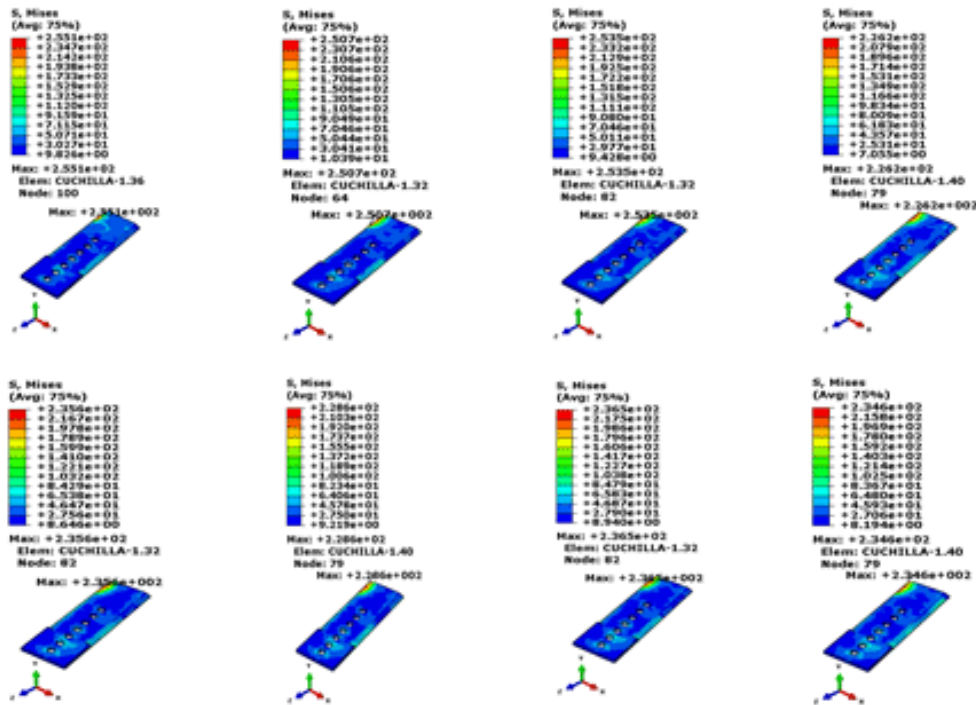 S, Mises
(Avg: 75%)
+2.551e+02
+2.347e+02
+2.142e+02
+1.938e+02
+1.733e+02
+1.529e+02
+1.325e+02
+1.120e+02
+9.159e+01
+7.115e+01
+5.071e+01
+3.027e+01
+9.826e+00
Max: +2.551e+02
Elem: CUCHILLA-1.36
Node: 100
Max: +2.551e+002
S, Mises
(Avg: 75%)
+2.507e+02
+2.307e+02
+2.106e+02
+1.906e+02
+1.706e+02
+1.506e+02
+1.305e+02
+1.105e+02
+9.049e+01
+7.046e+01
+5.044e+01
+3.041e+01
+1.039e+01
Max: +2.507e+02
Elem: CUCHILLA-1.32
Node: 64
Max: +2.507e+002
S, Mises
(Avg: 75%)
+2.535e+02
+2.332e+02
+2.129e+02
+1.925e+02
+1.722e+02
+1.518e+02
+1.315e+02
+1.111e+02
+9.080e+01
+7.046e+01
+5.011e+01
+2.977e+01
+9.428e+00
Max: +2.535e+02
Elem: CUCHILLA-1.32
Node: 82
Max: +2.535e+002
S, Mises
(Avg: 75%)
+2.262e+02
+2.079e+02
+1.896e+02
+1.714e+02
+1.531e+02
+1.349e+02
+1.166e+02
+9.834e+01
+8.009e+01
+6.183e+01
+4.357e+01
+2.531e+01
+7.055e+00
Max: +2.262e+02
Elem: CUCHILLA-1.40
Node: 79
Max: +2.262e+002
Y
Z
X
S, Mises
(Avg: 75%)
+2.356e+02
+2.167e+02
+1.978e+02
+1.789e+02
+1.599e+02
+1.410e+02
+1.221e+02
+1.032e+02
+8.429e+01
+6.538e+01
+4.647e+01
+2.756e+01
+8.646e+00
Max: +2.356e+02
Elem: CUCHILLA-1.32
Node: 82
Max: +2.356e+002
S, Mises
(Avg: 75%)
+2.286e+02
+2.103e+02
+1.920e+02
+1.737e+02
+1.555e+02
+1.372e+02
+1.189e+02
+1.006e+02
+8.234e+01
+6.406e+01
+4.578e+01
+2.750e+01
+9.219e+00
Max: +2.286e+02
Elem: CUCHILLA-1.40
Node: 79
Max: +2.286e+002
S, Mises
(Avg: 75%)
+2.365e+02
+2.175e+02
+1.986e+02
+1.796e+02
+1.606e+02
+1.417e+02
+1.227e+02
+1.038e+02
+8.479e+01
+6.583e+01
+4.687e+01
+2.790e+01
+8.940e+00
Max: +2.365e+02
Elem: CUCHILLA-1.32
Node: 82
Max: +2.365e+002
S, Mises
(Avg: 75%)
+2.346e+02
+2.158e+02
+1.969e+02
+1.780e+02
+1.592e+02
+1.403e+02
+1.214e+02
+1.025e+02
+8.367e+01
+6.480e+01
+4.593e+01
+2.706e+01
+8.194e+00
Max: +2.346e+02
Elem: CUCHILLA-1.40
Node: 79
Max: +2.346e+002